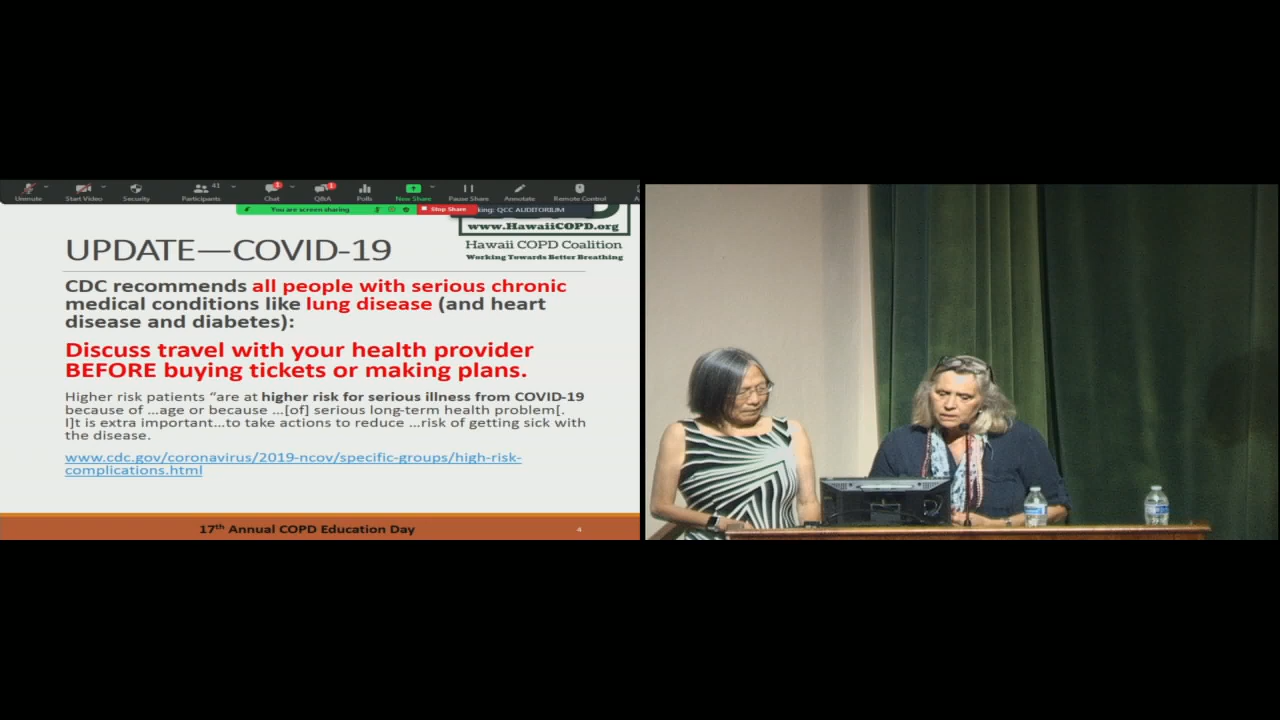 41
1
1
Unmute
Start Video
Security
Participants
Chat
Q&A
Polls
New Share
Pause Share
Annotate
Remote Control
You are screen sharing
Stop Share
king: QCC AUDITORIUM
www.HawaiiCOPD.org
Hawaii COPD Coalition
Working Towards Better Breathing
UPDATE—COVID-19
CDC recommends all people with serious chronic
medical conditions like lung disease (and heart
disease and diabetes):
Discuss travel with your health provider
BEFORE buying tickets or making plans.
Higher risk patients “are at higher risk for serious illness from COVID-19
because of …age or because …[of] serious long-term health problem[.
I]t is extra important…to take actions to reduce …risk of getting sick with
the disease.
www.cdc.gov/coronavirus/2019-ncov/specific-groups/high-risk-
complications.html
17th Annual COPD Education Day
4